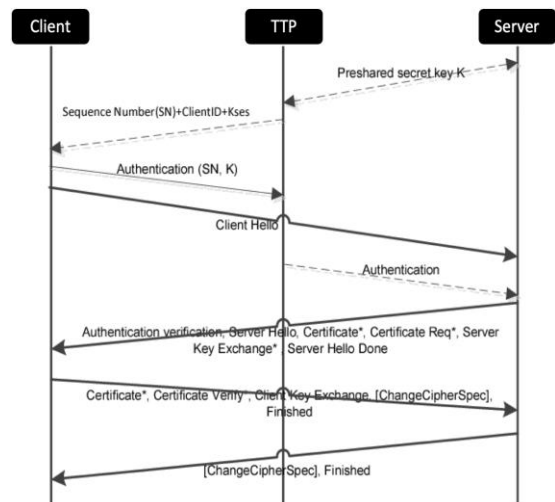 Client
TTP
Server
Preshared secret key K
Sequence Number(SN)+ClientID+Kses
Authentication (SN, K)
Client Hello
Authentication
Authentication verification, Server Hello, Certificate*, Certificate Req*, Server
Key Exchange* , Server Hello Done
Certificate*, Certificate Verify*, Client Key Exchange, [ChangeCipherSpec],
Finished
[ChangeCipherSpec], Finished